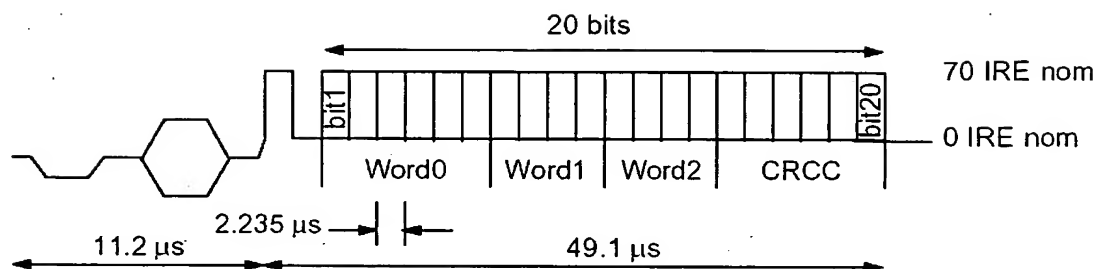 20 bits
70 IRE nom
bit1
bit20
0 IRE nom
Word0 Word1 Word2 CRCC
2.235 μs
11.2 μs 49.1 μs